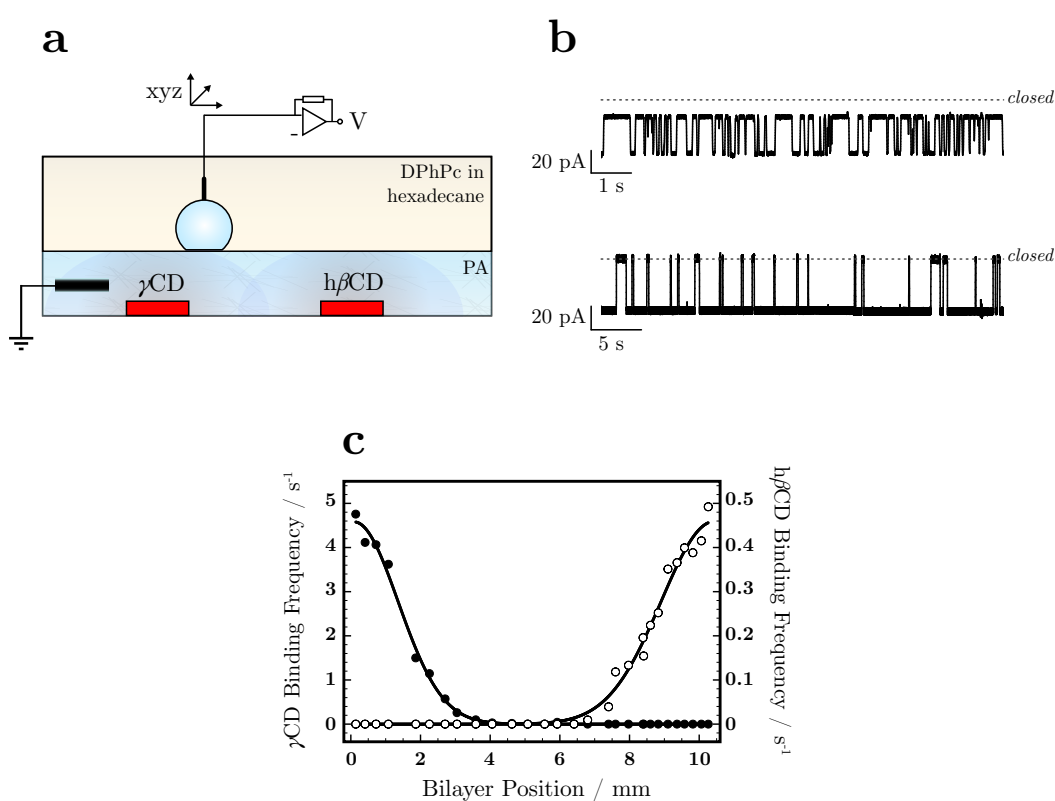 a
xyz
V
DPhPc in
hexadecane
PA
γCD
hβCD
b
closed
20 pA
1 s
closed
20 pA
5 s
c
γCD Binding Frequency / s⁻¹
5
4
3
2
1
0
0 2 4 6 8 10
Bilayer Position / mm
0.5
0.4
0.3
0.2
0.1
0
hβCD Binding Frequency / s⁻¹